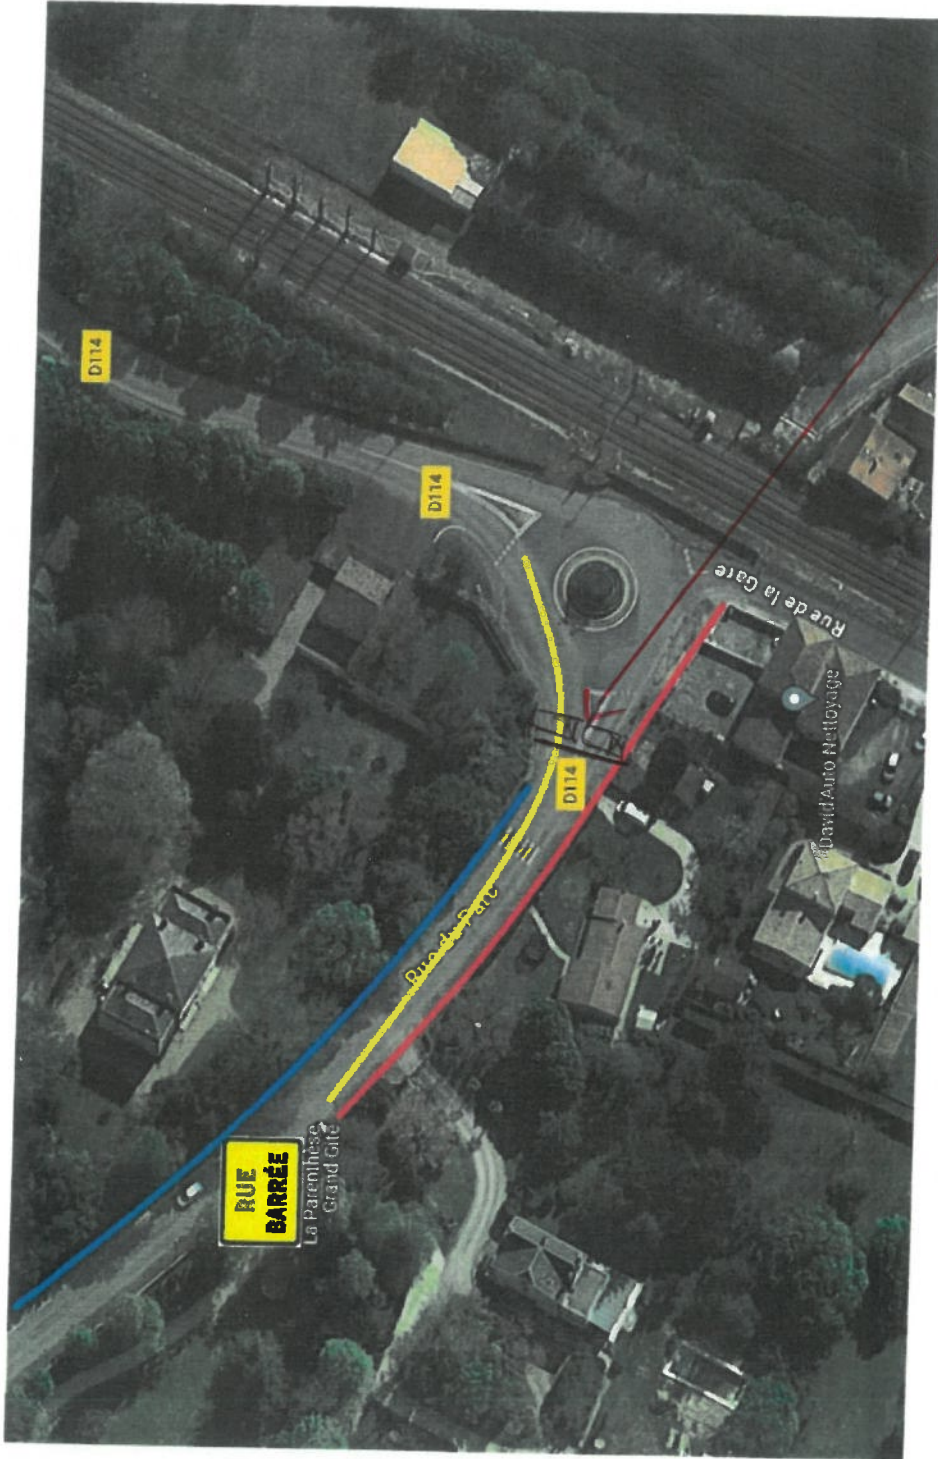 D114
D114
Rue de la Gare
David Auto Nettoyage
D114
Rue du Parc
RUE
BARRÉE
La Parenthèse
Grand Gîte